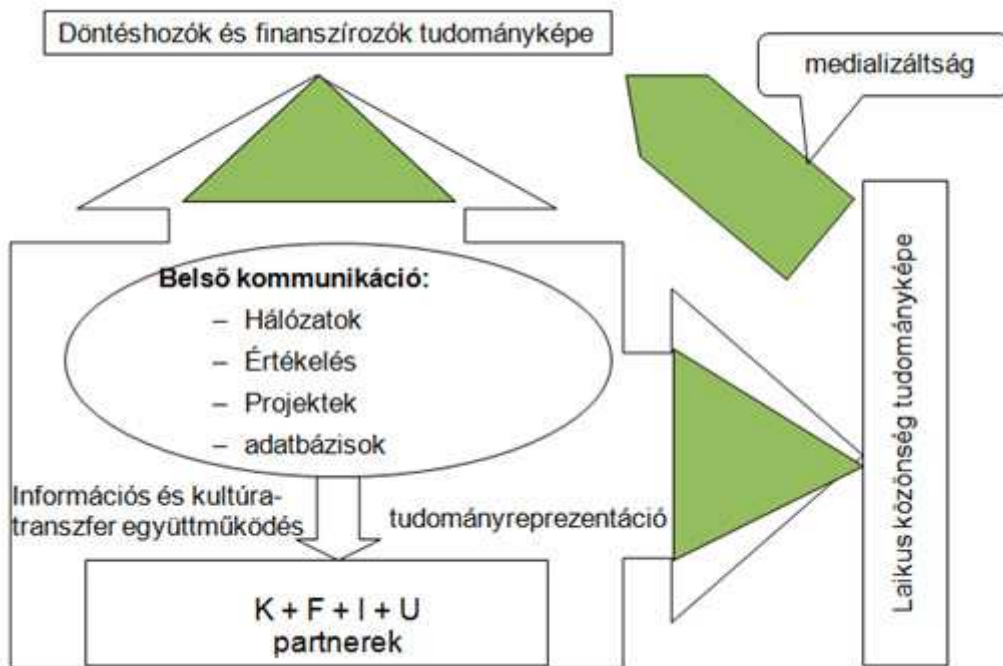 Döntéshozók és finanszírozók tudományképe
medializáltság
Belső kommunikáció:
– Hálózatok
– Értékelés
– Projektek
– adatbázisok
Információs és kultúra-
transzfer együttműködés
tudományreprezentáció
K + F + I + U
partnerek
Laikus közönség tudományképe